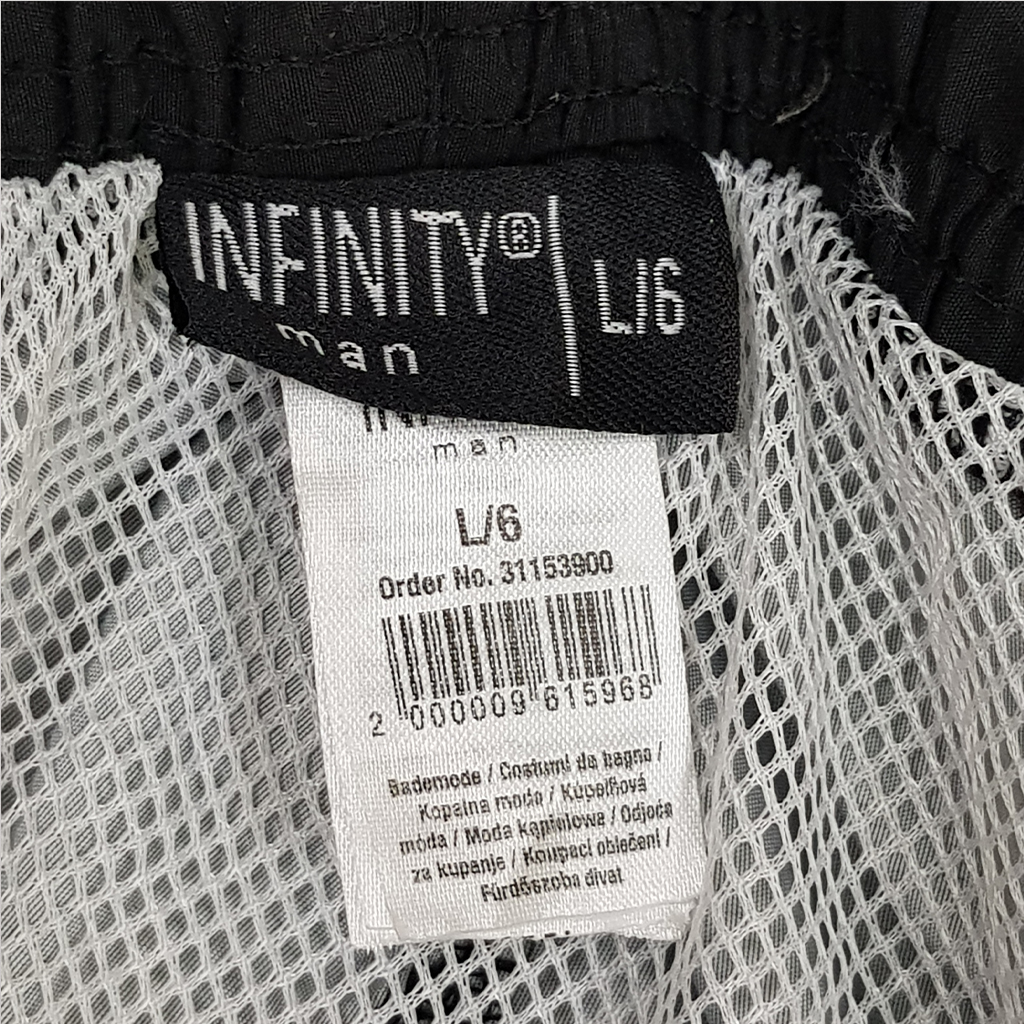 INFINITY® | L/6
man
man
L/6
Order No. 31153900
2 000009 615968
Bademode / Costumi da bagno /
Kopalna moda / Kúpeľňová
móda / Moda kąpielowa / Odjeća
za kupanje / Koupací oblečení /
Fürdőszoba divat